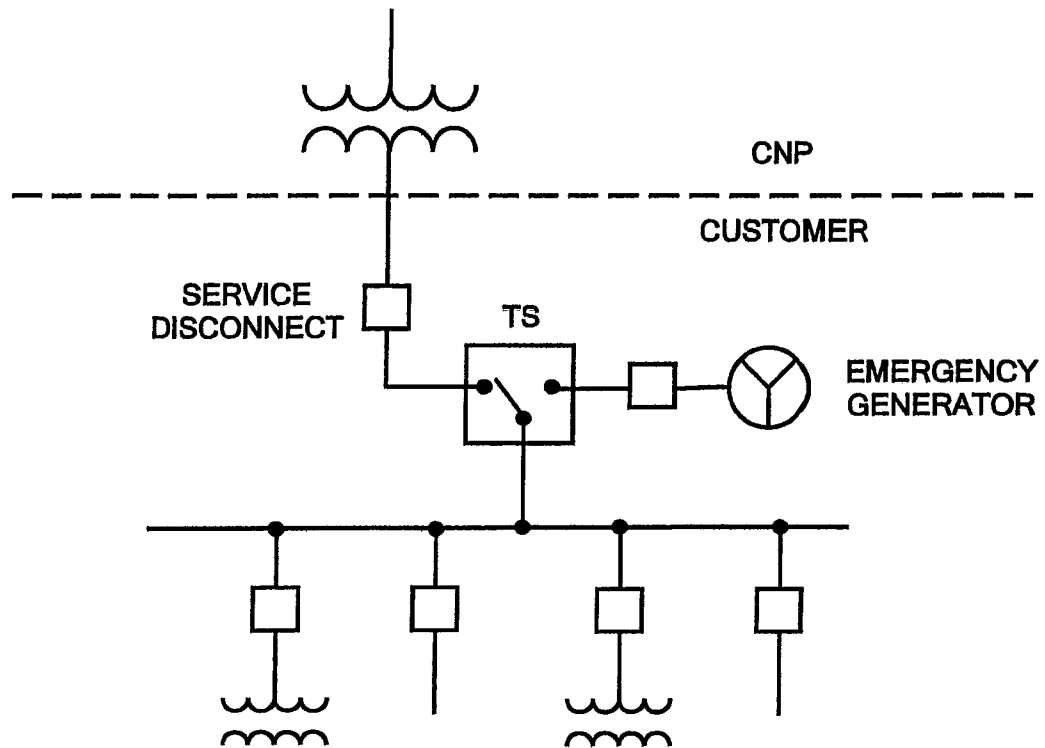 CNP
CUSTOMER
SERVICE
DISCONNECT
TS
EMERGENCY
GENERATOR